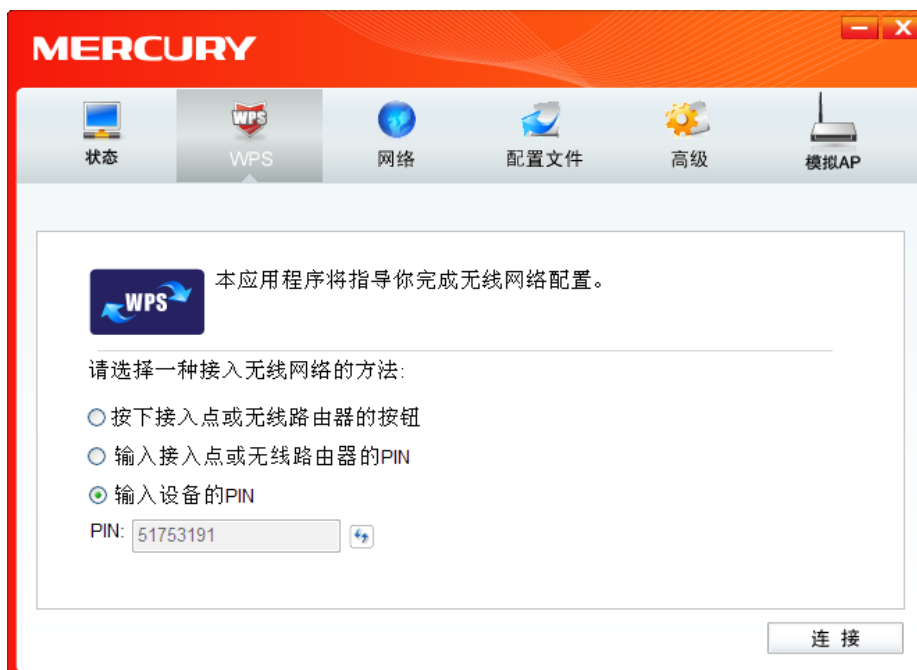 MERCURY
状态
WPS
WPS
网络
配置文件
高级
模拟AP
WPS
本应用程序将指导你完成无线网络配置。
请选择一种接入无线网络的方法:
按下接入点或无线路由器的按钮
输入接入点或无线路由器的PIN
输入设备的PIN
PIN: 51753191
连 接